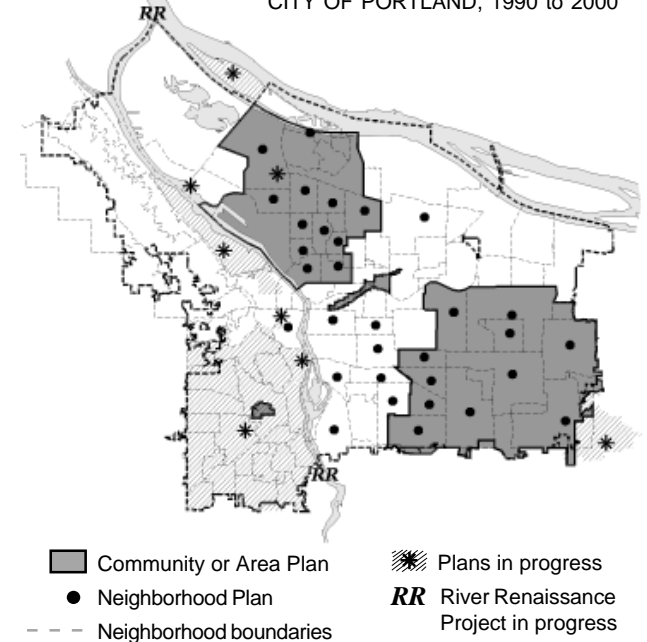 CITY OF PORTLAND, 1990 to 2000
RR
RR
Community or Area Plan
Plans in progress
Neighborhood Plan
RR River Renaissance
Project in progress
Neighborhood boundaries